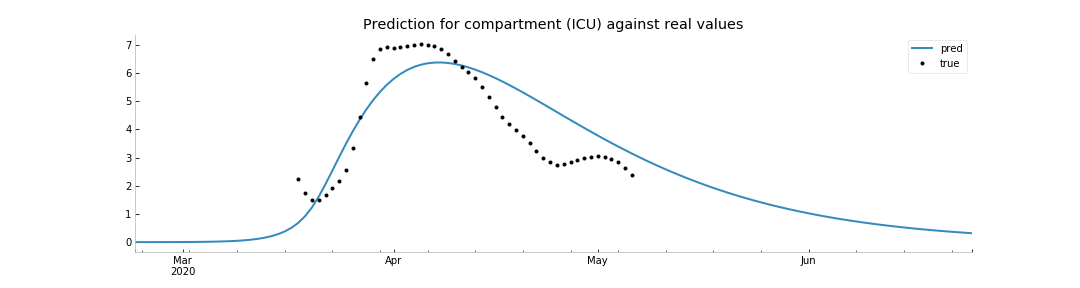 Prediction for compartment (ICU) against real values
7
6
5
4
3
2
1
0
pred
true
Mar
2020
Apr
May
Jun